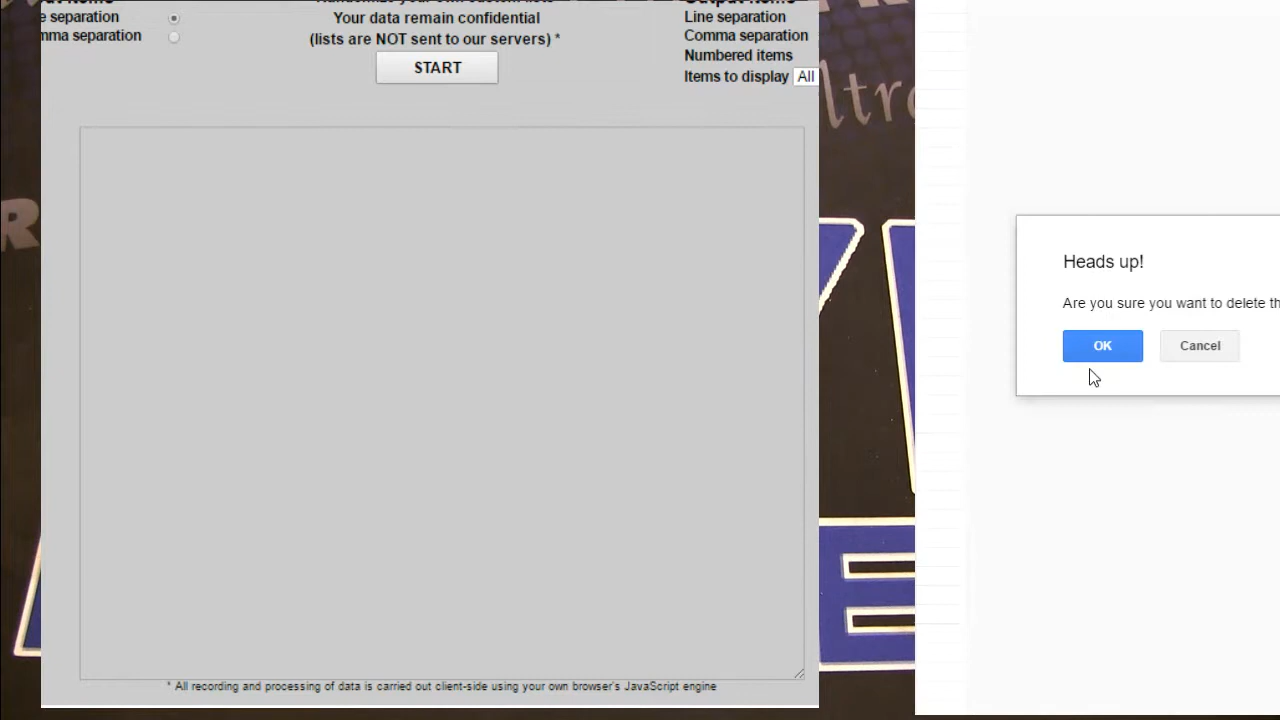 e separation
mma separation
Your data remain confidential
(lists are NOT sent to our servers) *
START
Line separation
Comma separation
Numbered items
Items to display All
* All recording and processing of data is carried out client-side using your own browser's JavaScript engine
Heads up!
Are you sure you want to delete th
OK
Cancel